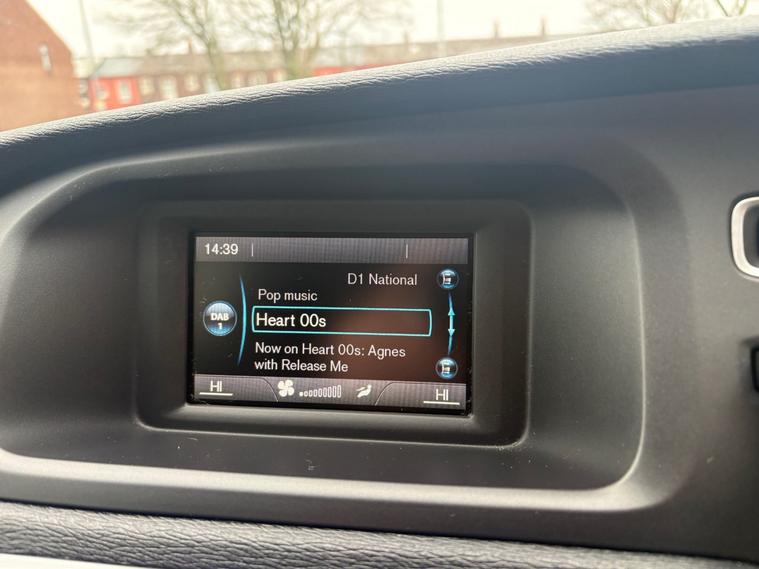 14:39
D1 National
Pop music
DAB
1
Heart 00s
Now on Heart 00s: Agnes
with Release Me
HI
HI